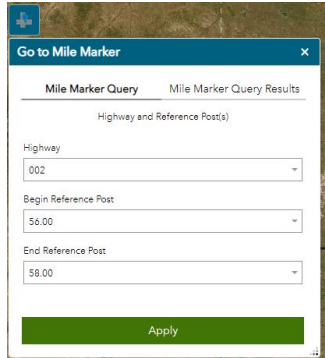 Go to Mile Marker ×
Mile Marker Query Mile Marker Query Results
Highway and Reference Post(s)
Highway
002
Begin Reference Post
56.00
End Reference Post
58.00
Apply